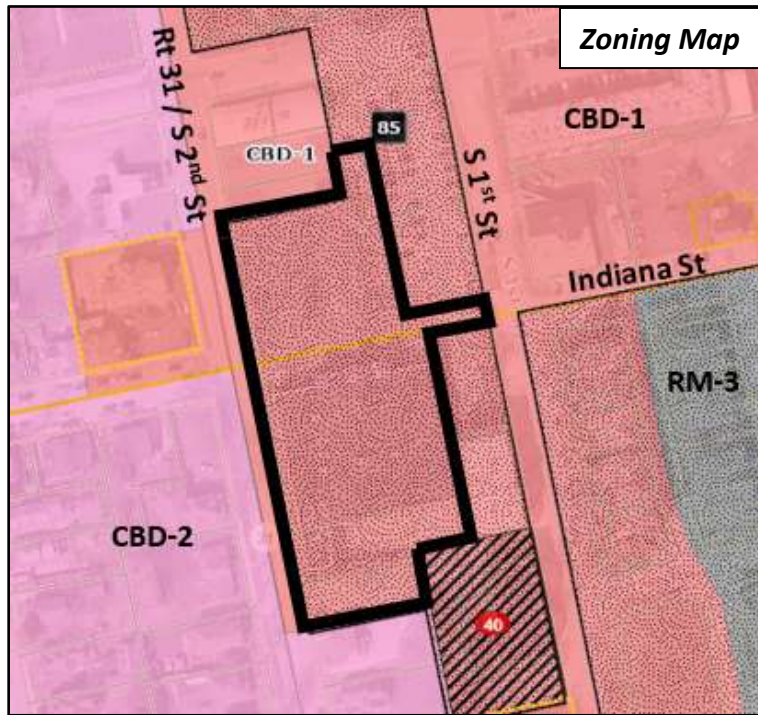 Zoning Map
Rt 31 / S 2nd St
85
CBD-1
CBD-1
S 1st St
Indiana St
RM-3
CBD-2
40